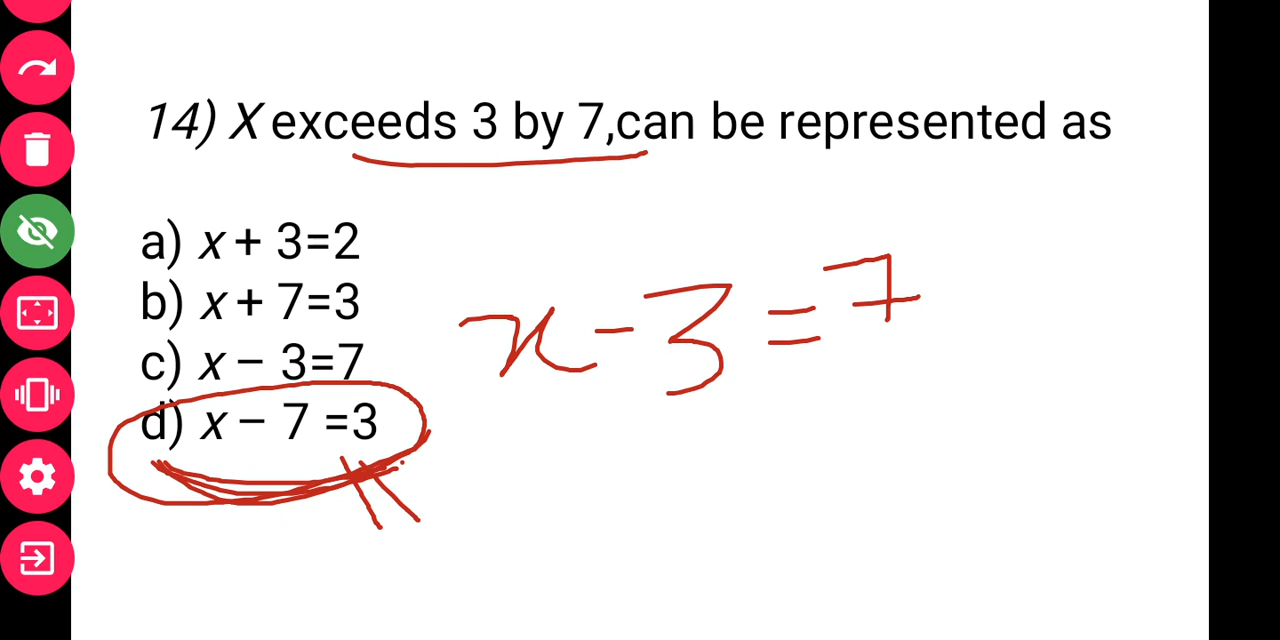 14) X exceeds 3 by 7,can be represented as
a) x + 3=2
b) x + 7=3
c) x – 3=7
d) x – 7 =3
x - 3 = 7